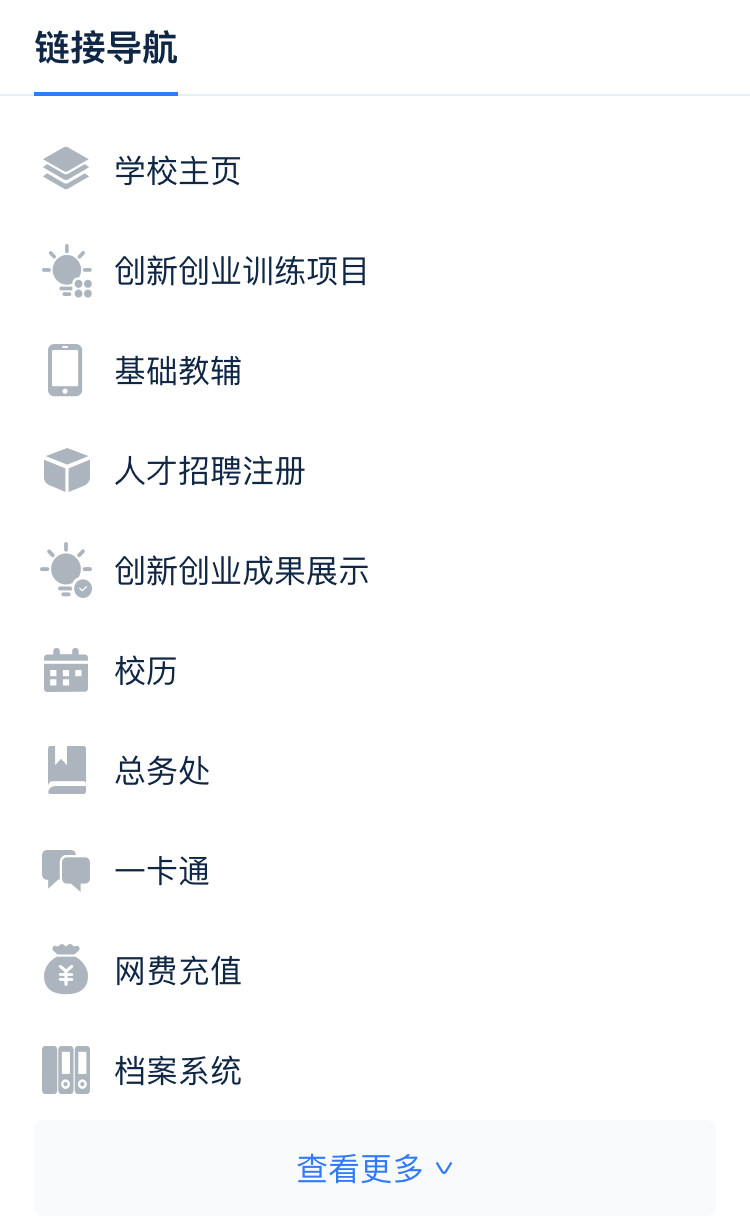 链接导航
学校主页
创新创业训练项目
基础教辅
人才招聘注册
创新创业成果展示
校历
总务处
一卡通
网费充值
档案系统
查看更多